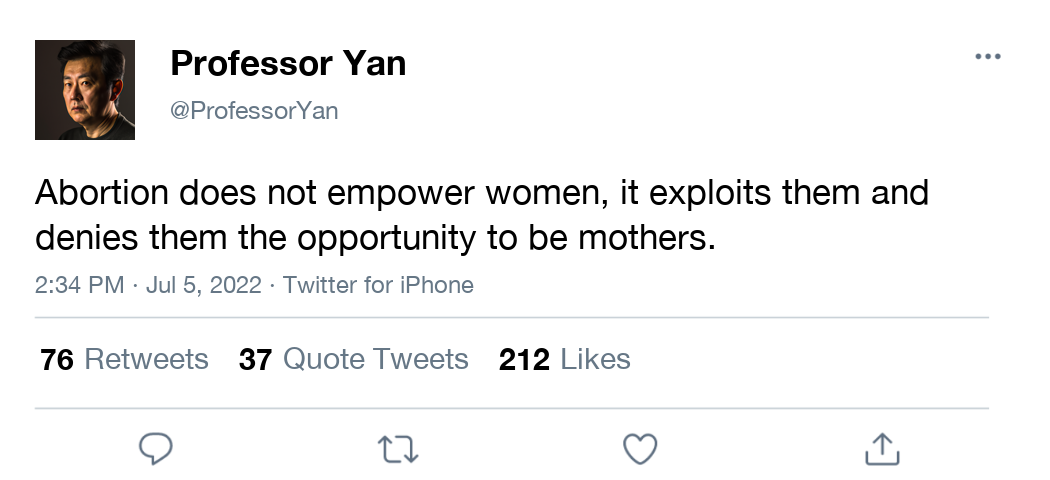 Professor Yan
@ProfessorYan
Abortion does not empower women, it exploits them and
denies them the opportunity to be mothers.
2:34 PM · Jul 5, 2022 · Twitter for iPhone
76 Retweets 37 Quote Tweets 212 Likes